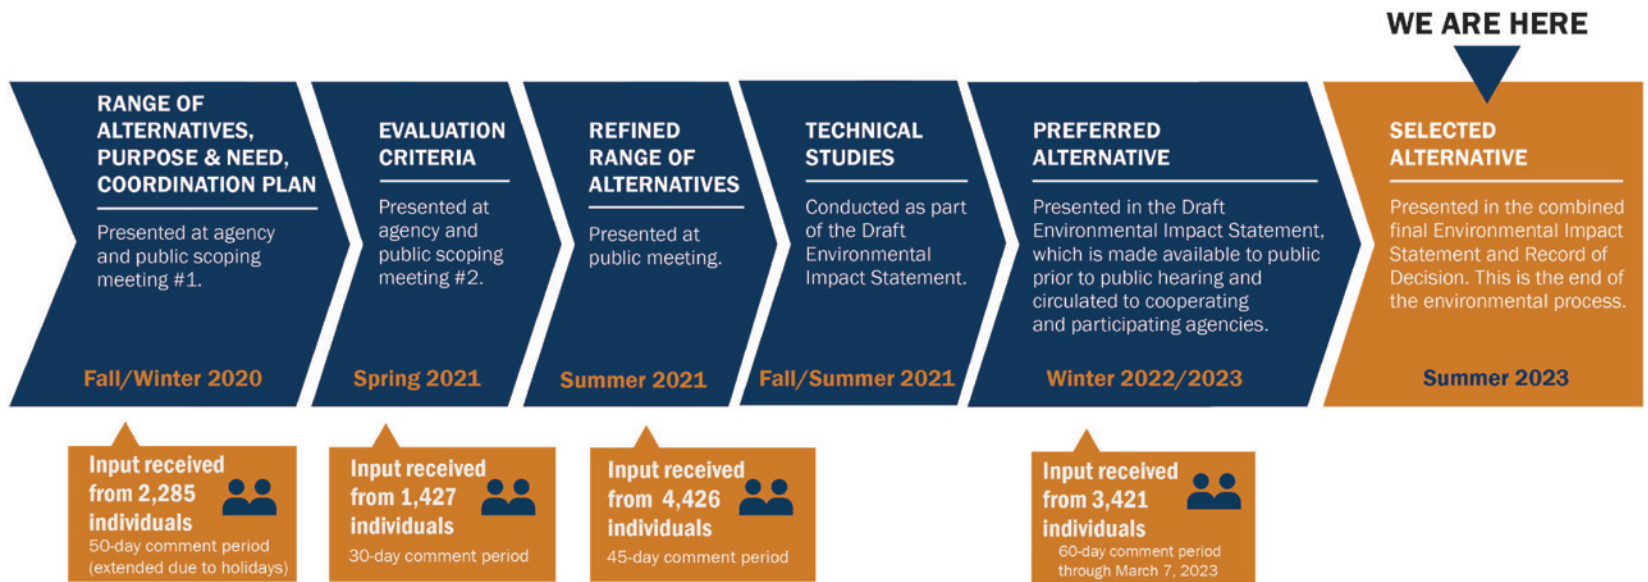 WE ARE HERE
RANGE OF
ALTERNATIVES,
PURPOSE & NEED,
COORDINATION PLAN
Presented at agency
and public scoping
meeting #1.
Fall/Winter 2020
EVALUATION
CRITERIA
Presented at
agency and
public scoping
meeting #2.
Spring 2021
REFINED
RANGE OF
ALTERNATIVES
Presented at
public meeting.
Summer 2021
TECHNICAL
STUDIES
Conducted as part
of the Draft
Environmental
Impact Statement.
Fall/Summer 2021
PREFERRED
ALTERNATIVE
Presented in the Draft
Environmental Impact Statement,
which is made available to public
prior to public hearing and
circulated to cooperating
and participating agencies.
Winter 2022/2023
SELECTED
ALTERNATIVE
Presented in the combined
final Environmental Impact
Statement and Record of
Decision. This is the end of
the environmental process.
Summer 2023
Input received
from 2,285
individuals
50-day comment period
(extended due to holidays)
Input received
from 1,427
individuals
30-day comment period
Input received
from 4,426
individuals
45-day comment period
Input received
from 3,421
individuals
60-day comment period
through March 7, 2023